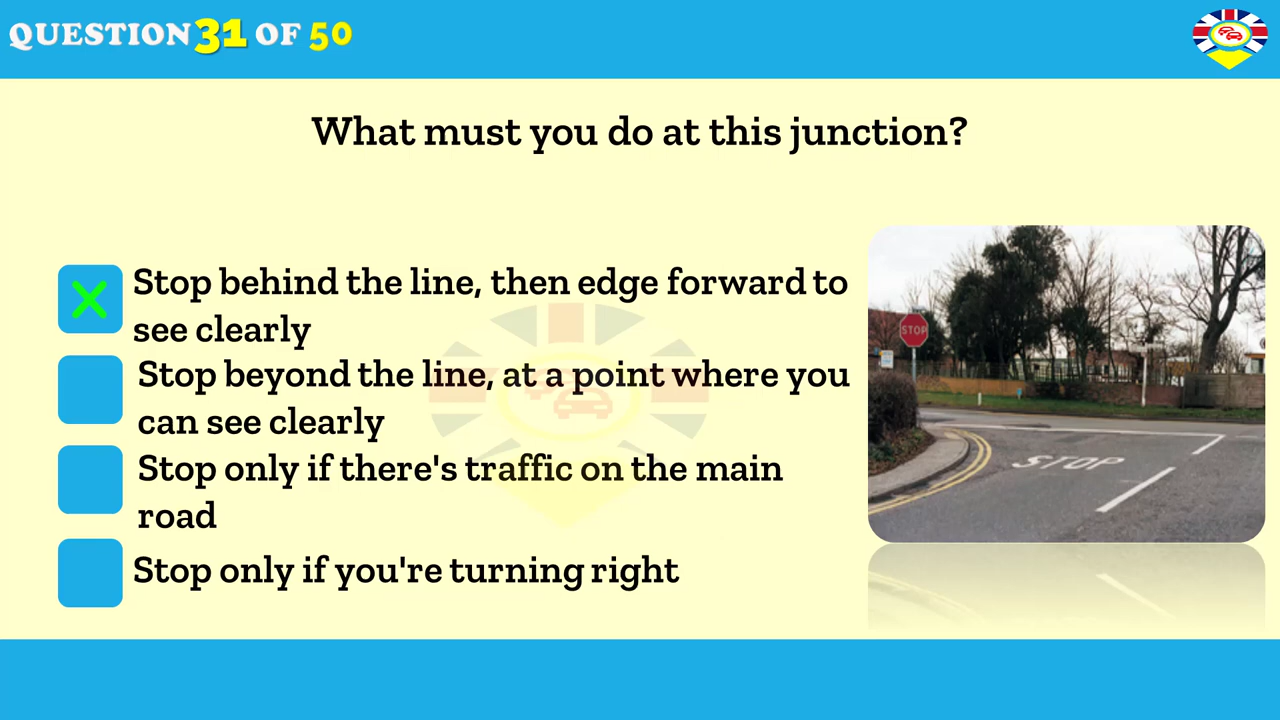 QUESTION 31 OF 50
What must you do at this junction?
Stop behind the line, then edge forward to
see clearly
Stop beyond the line, at a point where you
can see clearly
Stop only if there's traffic on the main
road
Stop only if you're turning right
STOP
STOP